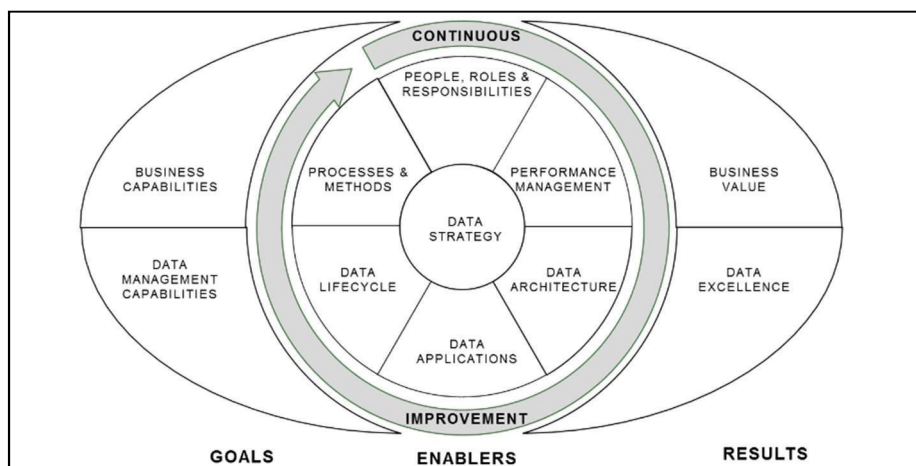 CONTINUOUS
PEOPLE, ROLES &
RESPONSIBILITIES
BUSINESS
CAPABILITIES
PROCESSES &
METHODS
PERFORMANCE
MANAGEMENT
BUSINESS
VALUE
DATA
STRATEGY
DATA
MANAGEMENT
CAPABILITIES
DATA
LIFECYCLE
DATA
ARCHITECTURE
DATA
EXCELLENCE
DATA
APPLICATIONS
IMPROVEMENT
GOALS
ENABLERS
RESULTS